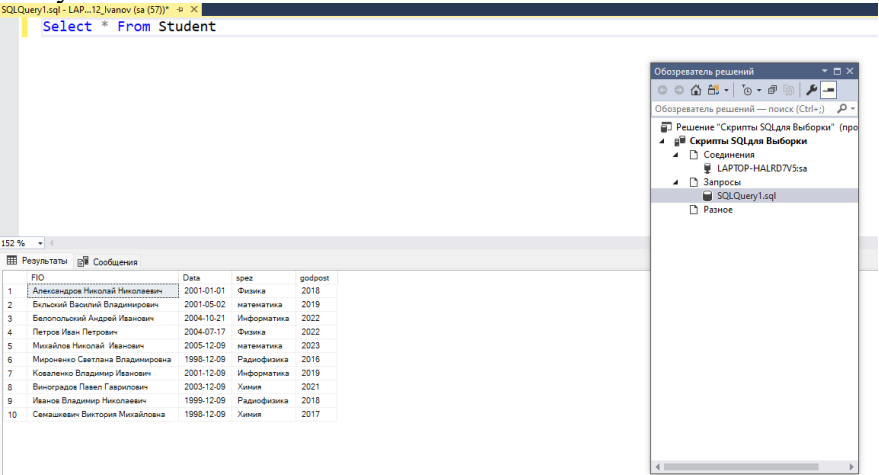 SQLQuery1.sql - LAP...12_Ivanov (sa (57))*
Select * From Student
Обозреватель решений
Обозреватель решений — поиск (Ctrl+;)
Решение "Скрипты SQLдля Выборки" (про
Скрипты SQLдля Выборки
Соединения
LAPTOP-HALRD7V5:sa
Запросы
SQLQuery1.sql
Разное
152 %
Результаты Сообщения
FIO Data spez godpost
1 Александров Николай Николаевич 2001-01-01 Физика 2018
2 Бкльский Василий Владимирович 2001-05-02 математика 2019
3 Белопольский Андрей Иванович 2004-10-21 Информатика 2022
4 Петров Иван Петрович 2004-07-17 Физика 2022
5 Михайлов Николай Иванович 2005-12-09 математика 2023
6 Мироненко Светлана Владимировна 1998-12-09 Радиофизика 2016
7 Коваленко Владимир Иванович 2001-12-09 Информатика 2019
8 Виноградов Павел Гаврилович 2003-12-09 Химия 2021
9 Иванов Владимир Николаевич 1999-12-09 Радиофизика 2018
10 Семашкевич Виктория Михайловна 1998-12-09 Химия 2017